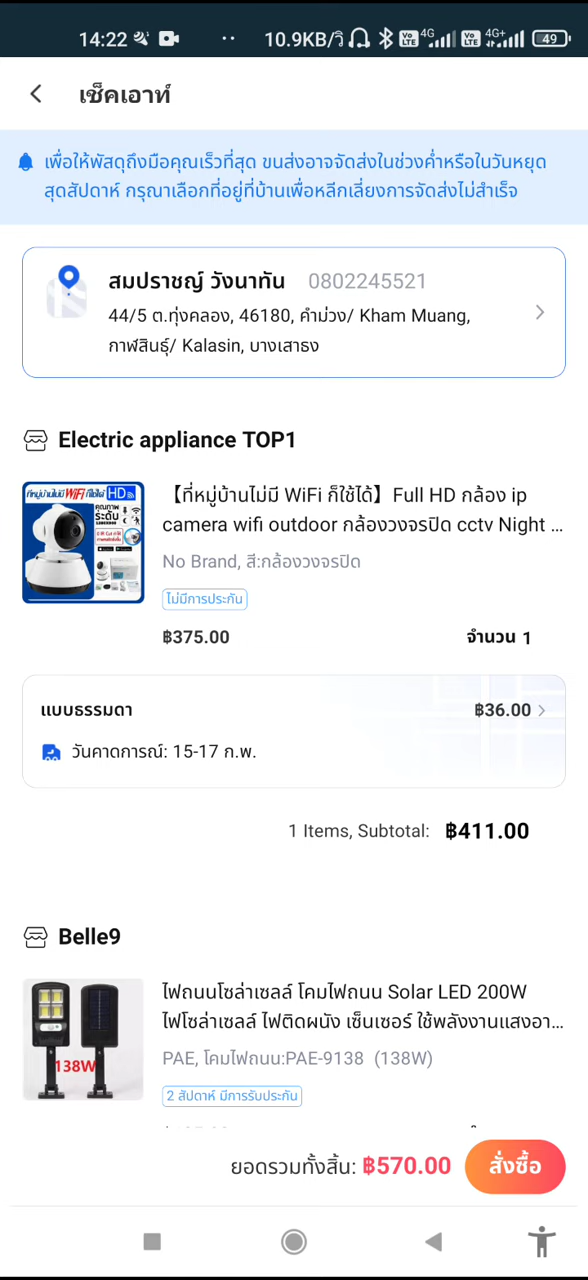 14:22
10.9KB/วิ
4G
4G+
49
เช็คเอาท์
เพื่อให้พัสดุถึงมือคุณเร็วที่สุด ขนส่งอาจจัดส่งในช่วงค่ำหรือในวันหยุด
สุดสัปดาห์ กรุณาเลือกที่อยู่ที่บ้านเพื่อหลีกเลี่ยงการจัดส่งไม่สำเร็จ
สมปราชญ์ วังนาทัน 0802245521
44/5 ต.ทุ่งคลอง, 46180, คำม่วง/ Kham Muang,
กาฬสินธุ์/ Kalasin, บางเสาธง
Electric appliance TOP1
【ที่หมู่บ้านไม่มี WiFi ก็ใช้ได้】Full HD กล้อง ip
camera wifi outdoor กล้องวงจรปิด cctv Night ...
No Brand, สี:กล้องวงจรปิด
ไม่มีการประกัน
฿375.00 จำนวน 1
แบบธรรมดา ฿36.00
วันคาดการณ์: 15-17 ก.พ.
1 Items, Subtotal: ฿411.00
Belle9
ไฟถนนโซล่าเซลล์ โคมไฟถนน Solar LED 200W
ไฟโซล่าเซลล์ ไฟติดผนัง เซ็นเซอร์ ใช้พลังงานแสงอา...
138W
PAE, โคมไฟถนน:PAE-9138 (138W)
2 สัปดาห์ มีการรับประกัน
ยอดรวมทั้งสิ้น: ฿570.00 สั่งซื้อ